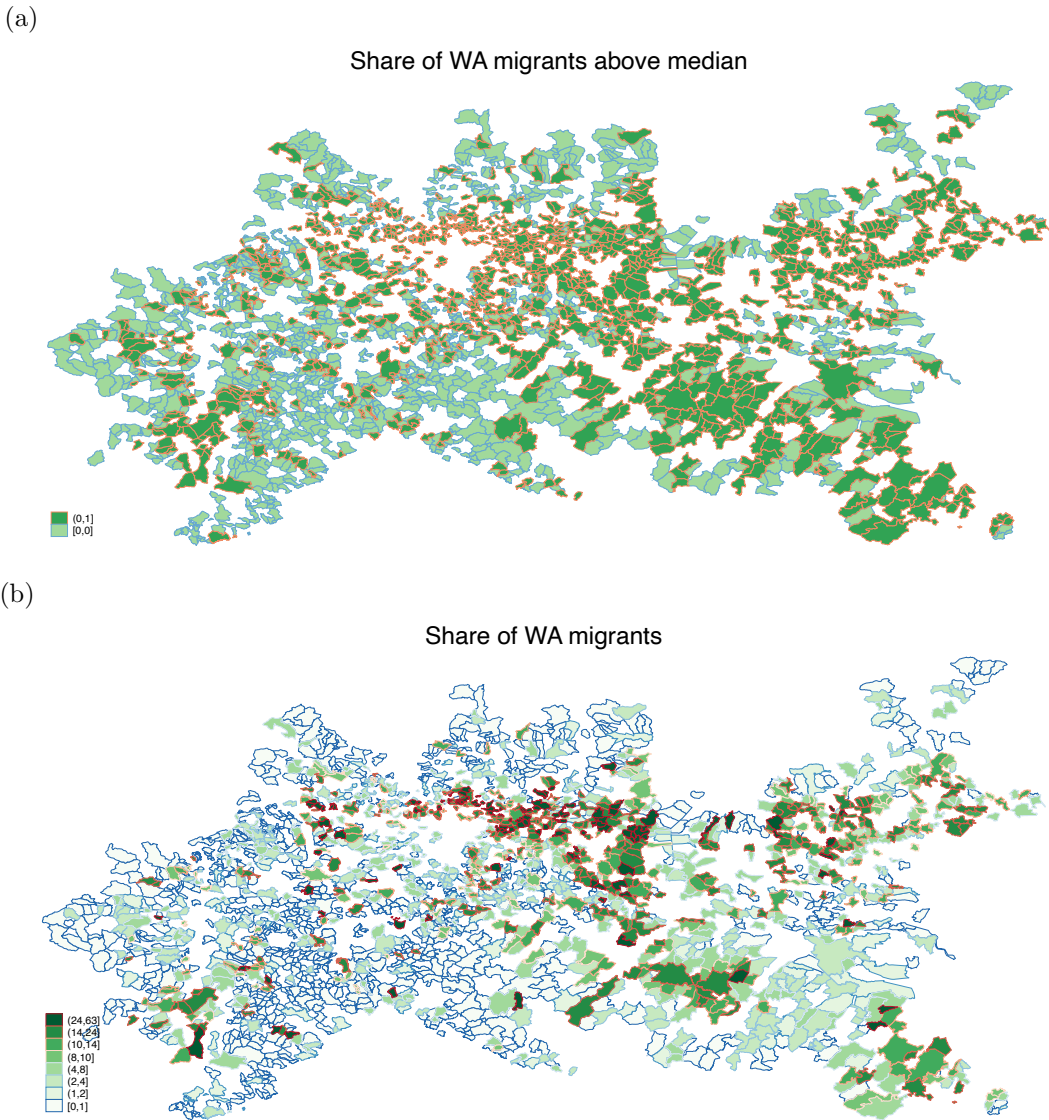 (a)
Share of WA migrants above median
(0,1]
[0,0]
(b)
Share of WA migrants
(24,63]
(14,24]
(10,14]
(8,10]
(4,8]
(2,4]
(1,2]
[0,1]